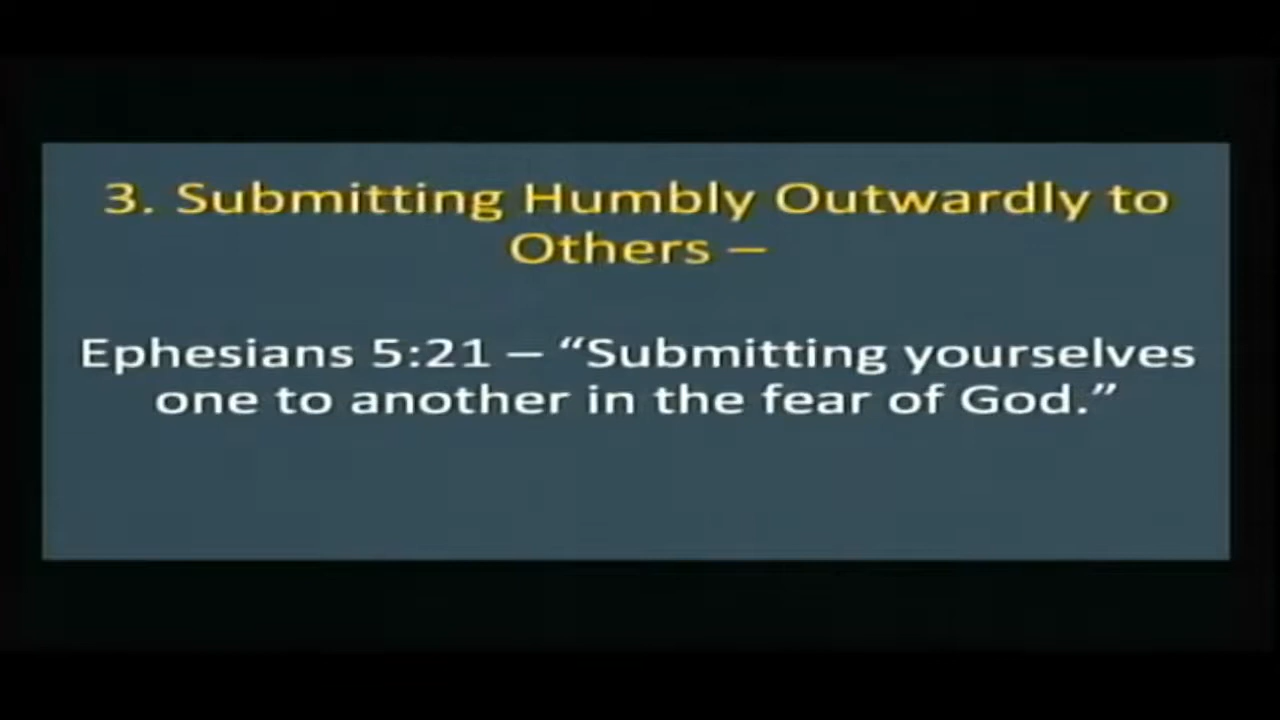 3. Submitting Humbly Outwardly to
Others –
Ephesians 5:21 – “Submitting yourselves
one to another in the fear of God.”